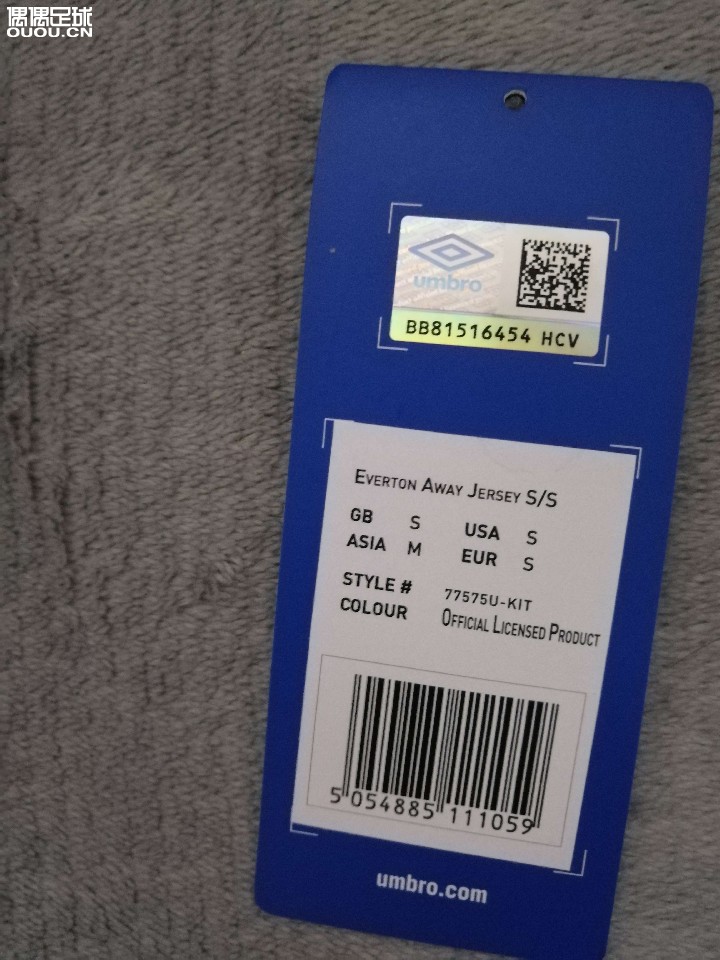 偶偶足球
OUOU.CN
umbro
BB81516454 HCV
EVERTON AWAY JERSEY S/S
GB S USA S
ASIA M EUR S
STYLE # 77575U-KIT
COLOUR OFFICIAL LICENSED PRODUCT
5 054885 111059
umbro.com